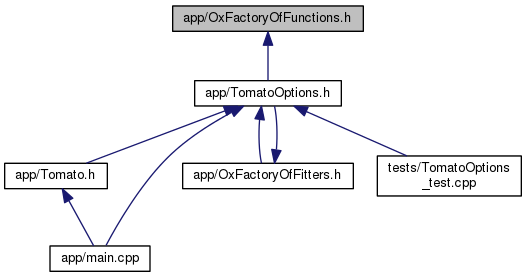 app/OxFactoryOfFunctions.h
app/TomatoOptions.h
app/Tomato.h
app/OxFactoryOfFitters.h
tests/TomatoOptions
_test.cpp
app/main.cpp